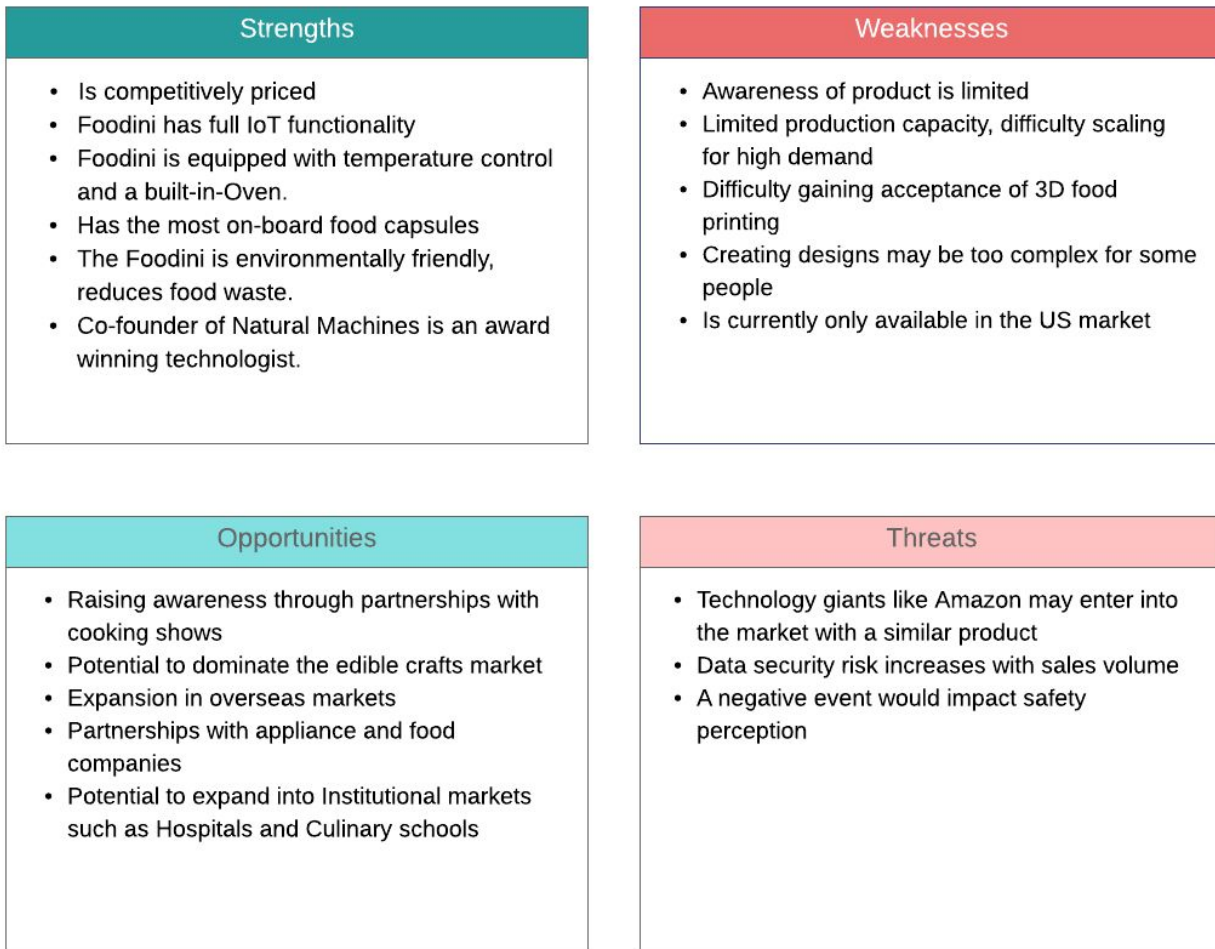 Strengths
• Is competitively priced
• Foodini has full IoT functionality
• Foodini is equipped with temperature control
and a built-in-Oven.
• Has the most on-board food capsules
• The Foodini is environmentally friendly,
reduces food waste.
• Co-founder of Natural Machines is an award
winning technologist.
Weaknesses
• Awareness of product is limited
• Limited production capacity, difficulty scaling
for high demand
• Difficulty gaining acceptance of 3D food
printing
• Creating designs may be too complex for some
people
• Is currently only available in the US market
Opportunities
• Raising awareness through partnerships with
cooking shows
• Potential to dominate the edible crafts market
• Expansion in overseas markets
• Partnerships with appliance and food
companies
• Potential to expand into Institutional markets
such as Hospitals and Culinary schools
Threats
• Technology giants like Amazon may enter into
the market with a similar product
• Data security risk increases with sales volume
• A negative event would impact safety
perception